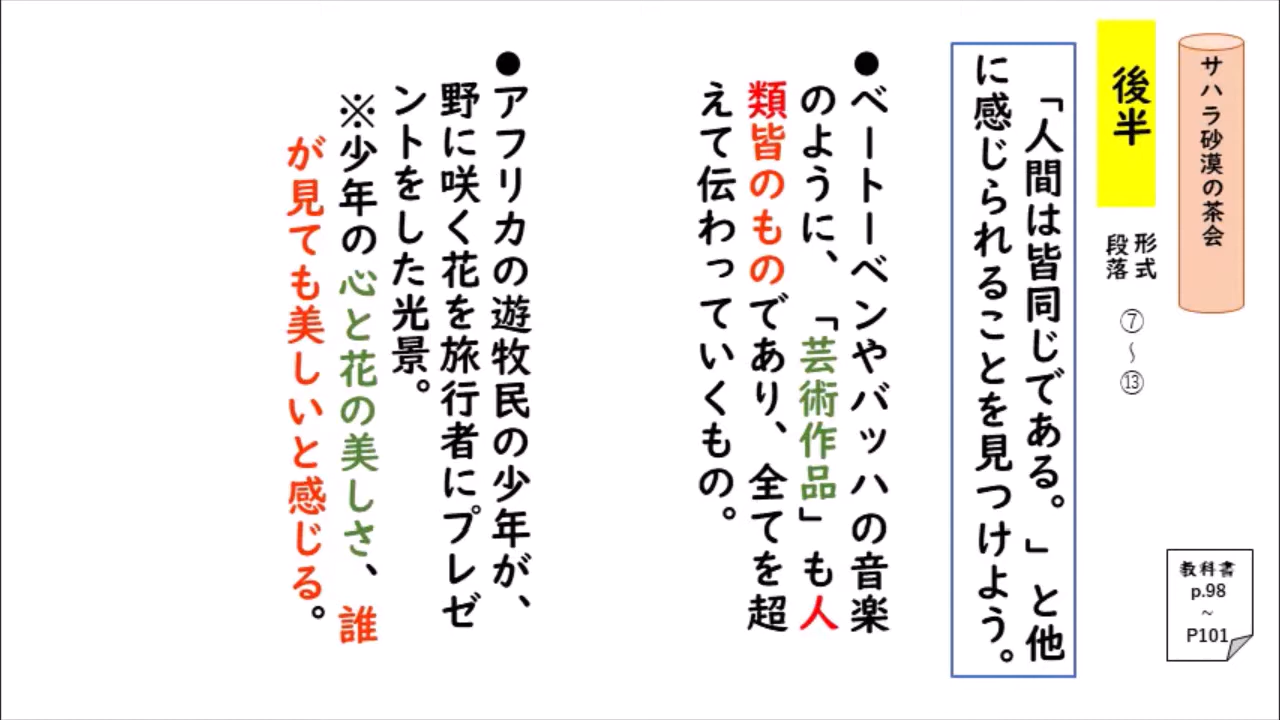 サハラ砂漠の茶会
後半
形式
段落
⑦~⑬
「人間は皆同じである。」と他
に感じられることを見つけよう。
●ベートーベンやバッハの音楽
のように、「芸術作品」も人
類皆のものであり、全てを超
えて伝わっていくもの。
●アフリカの遊牧民の少年が、
野に咲く花を旅行者にプレゼ
ントをした光景。
※少年の心と花の美しさ、誰
が見ても美しいと感じる。
教科書
p.98
~
P101